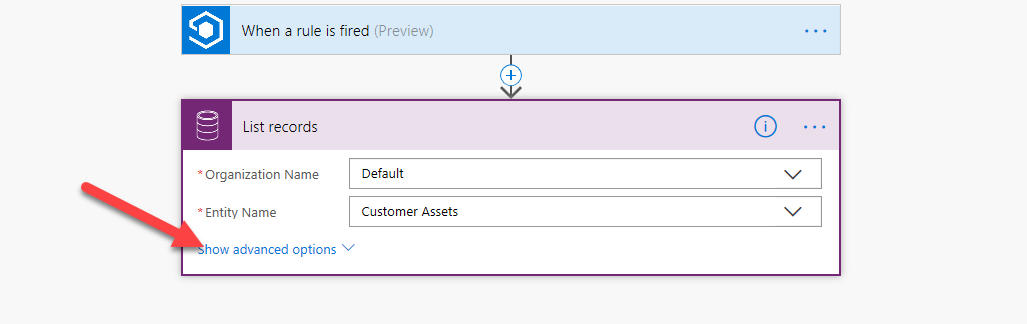 When a rule is fired (Preview)
List records
* Organization Name Default
* Entity Name Customer Assets
Show advanced options